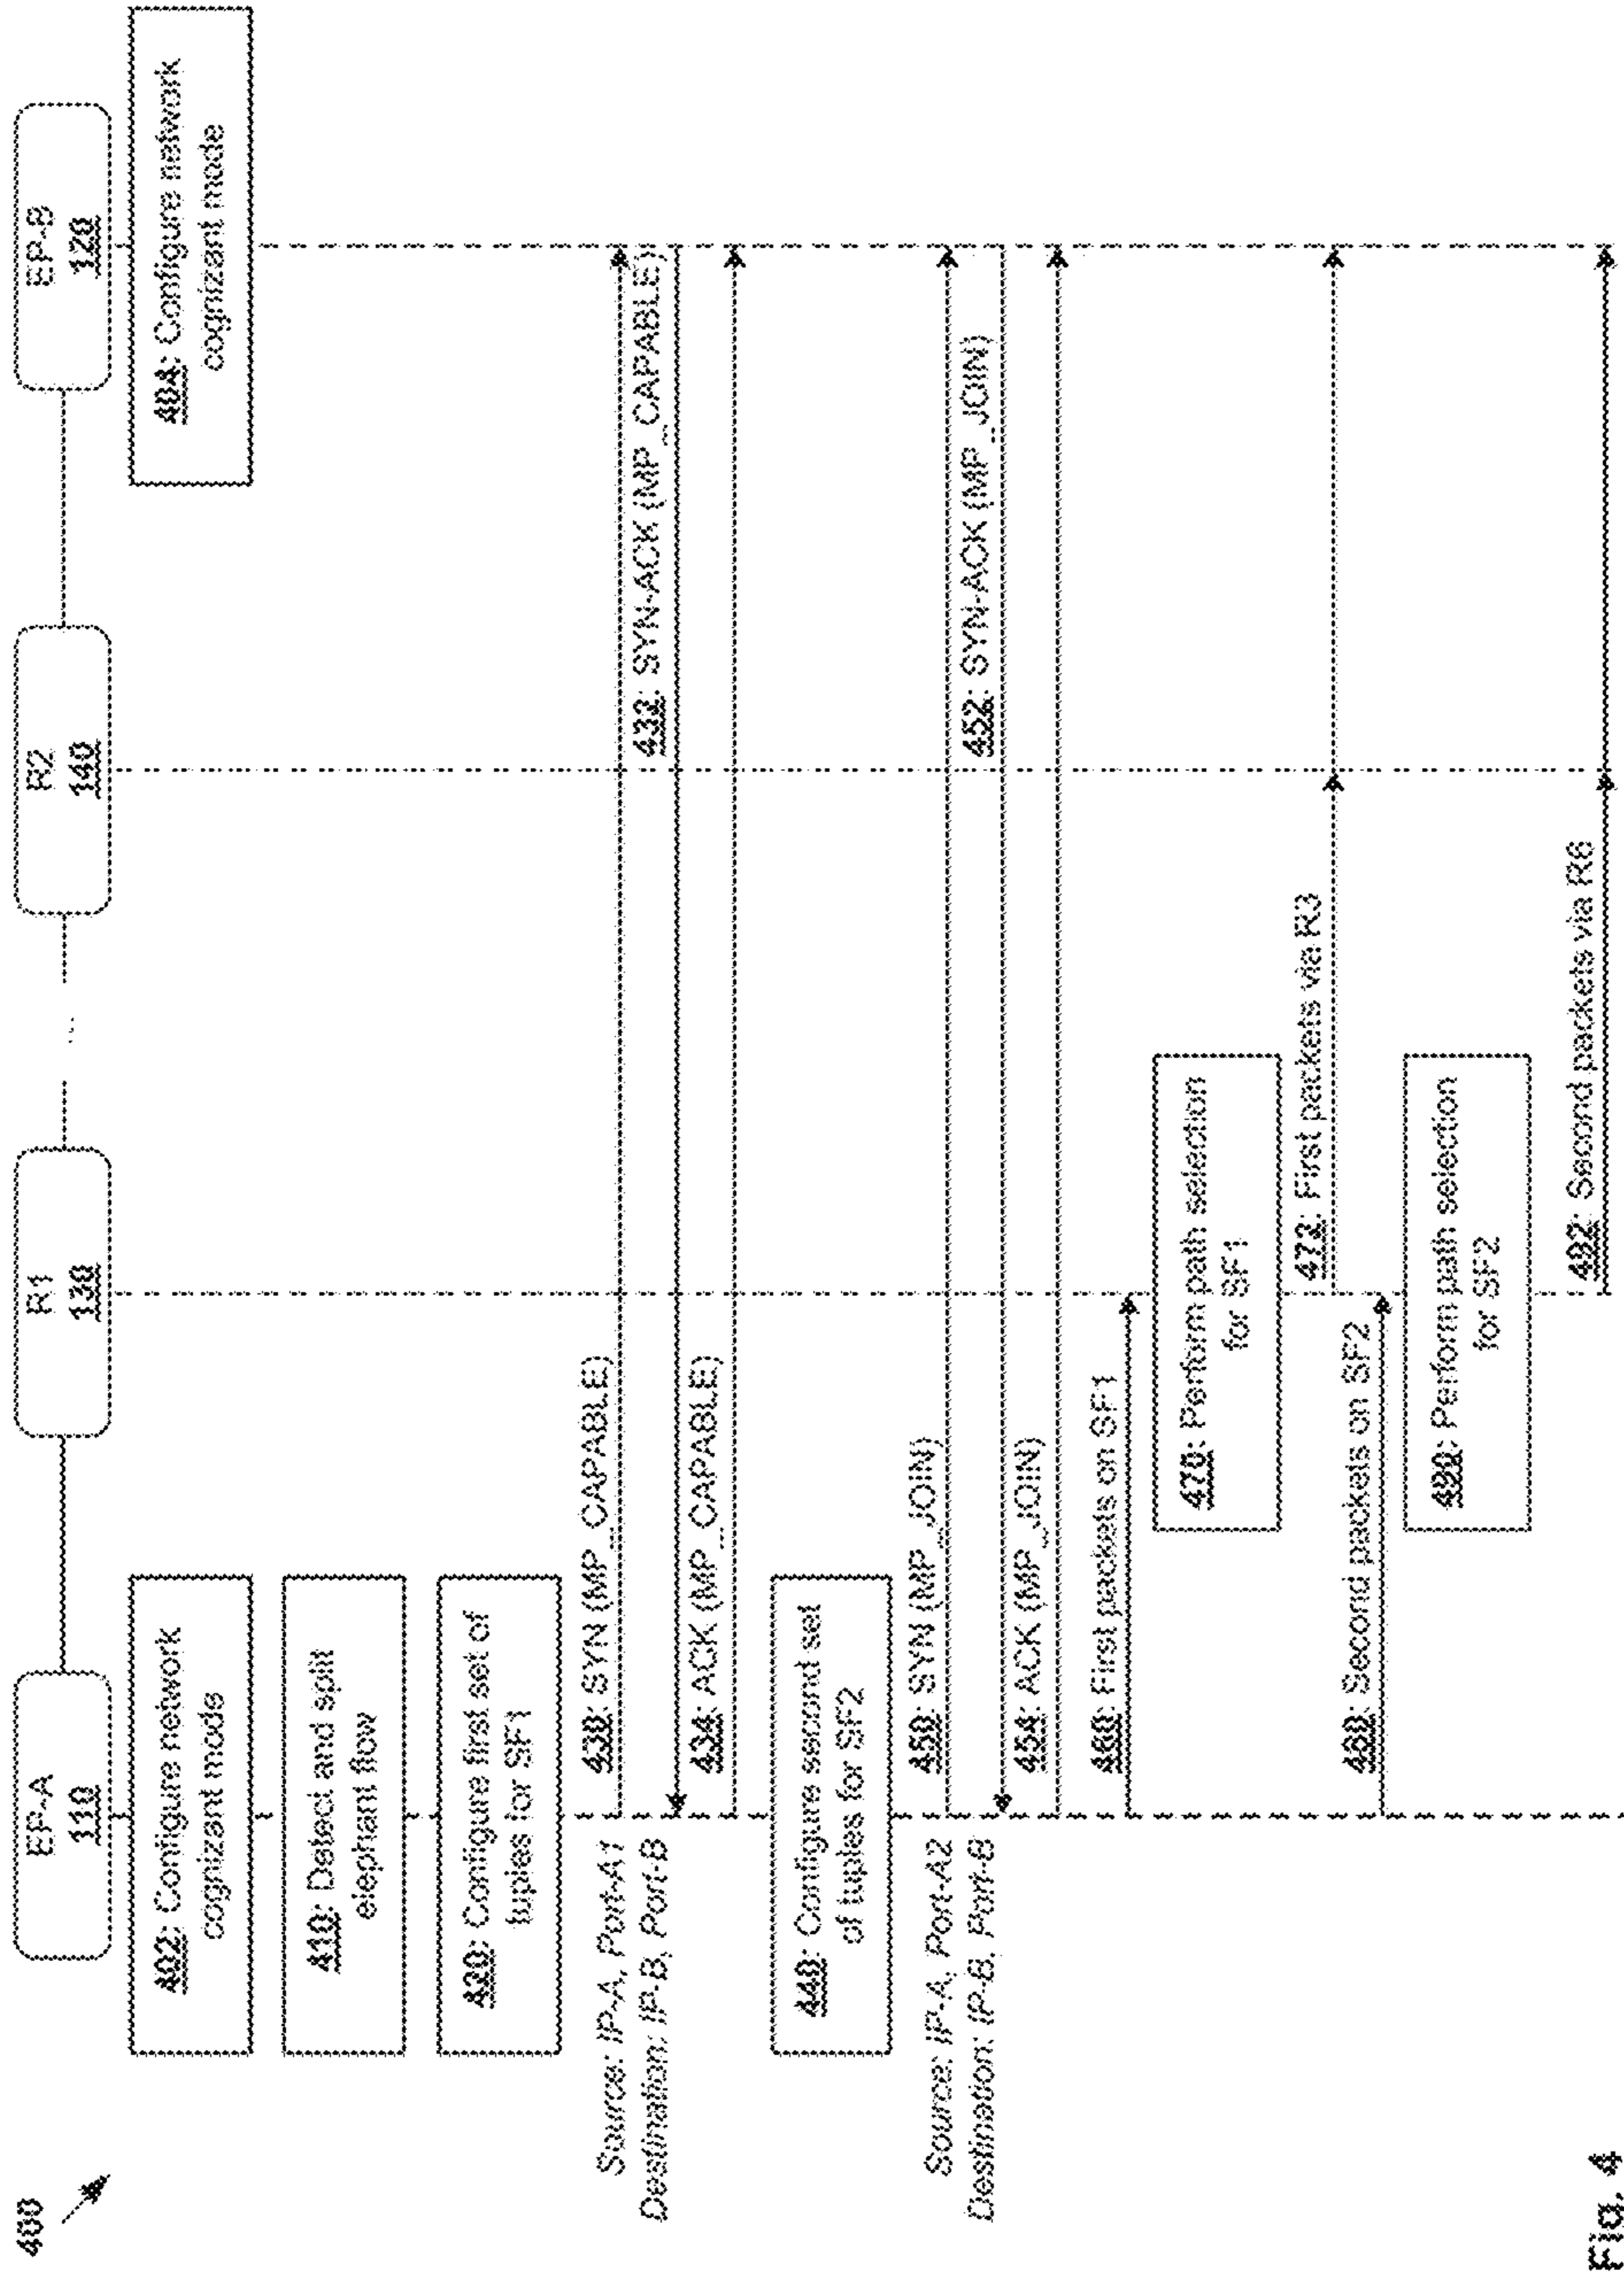 400
EP-A
110
R1
130
...
R2
140
EP-B
120
402: Configure network
cognizant mode
404: Configure network
cognizant mode
410: Detect and split
elephant flow
420: Configure first set of
tuples for SF1
Source: IP-A, Port-A1
Destination: IP-B, Port-B
430: SYN (MP_CAPABLE)
432: SYN-ACK (MP_CAPABLE)
434: ACK (MP_CAPABLE)
440: Configure second set
of tuples for SF2
Source: IP-A, Port-A2
Destination: IP-B, Port-B
450: SYN (MP_JOIN)
452: SYN-ACK (MP_JOIN)
454: ACK (MP_JOIN)
460: First packets on SF1
470: Perform path selection
for SF1
472: First packets via R3
480: Second packets on SF2
490: Perform path selection
for SF2
492: Second packets via R6
Fig. 4